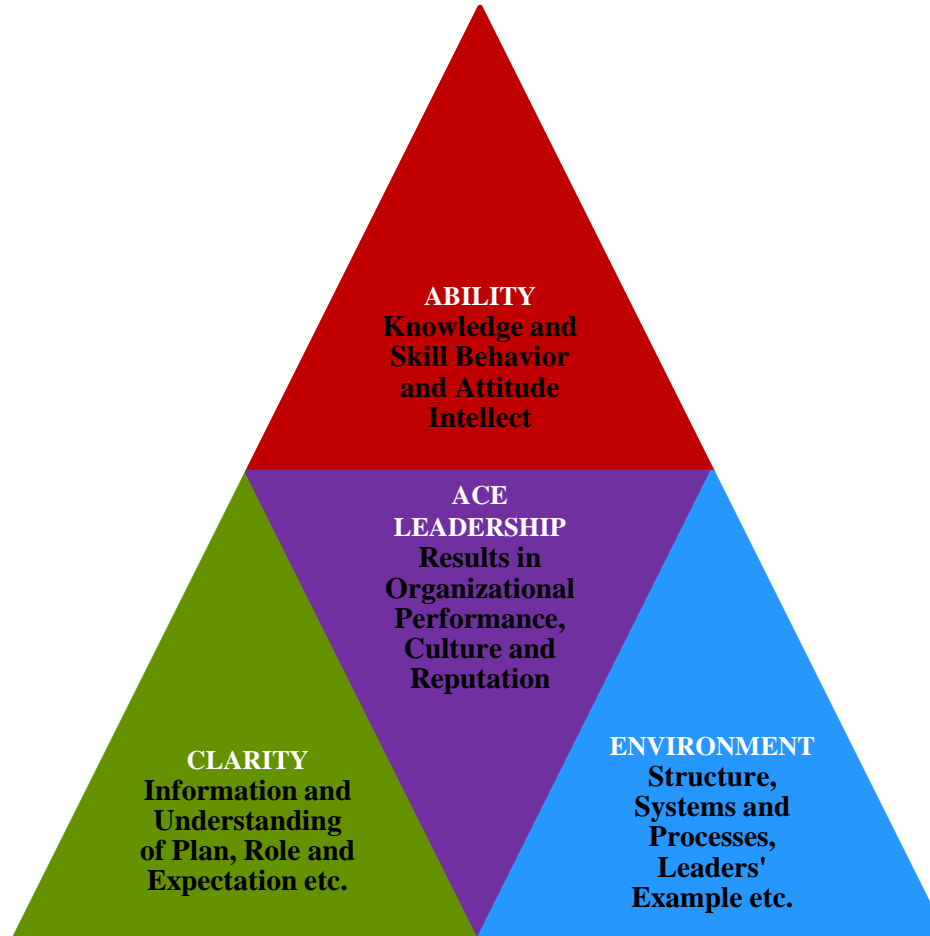 ABILITY
Knowledge and
Skill Behavior
and Attitude
Intellect
ACE
LEADERSHIP
Results in
Organizational
Performance,
Culture and
Reputation
CLARITY
Information and
Understanding
of Plan, Role and
Expectation etc.
ENVIRONMENT
Structure,
Systems and
Processes,
Leaders'
Example etc.